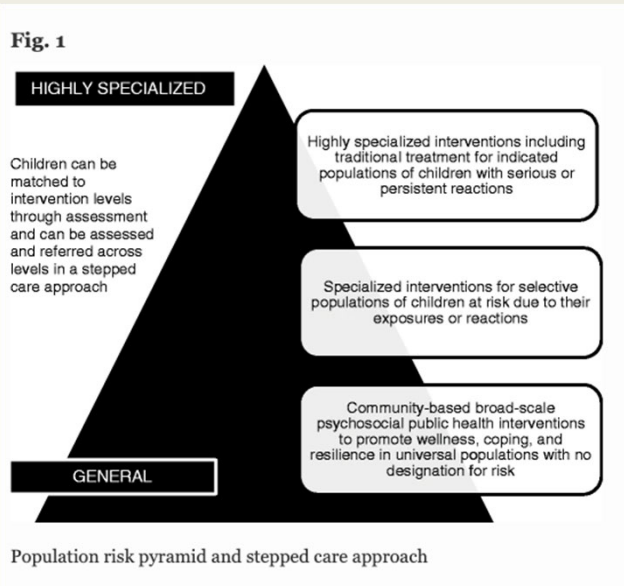 Fig. 1
HIGHLY SPECIALIZED
Children can be
matched to
intervention levels
through assessment
and can be assessed
and referred across
levels in a stepped
care approach
Highly specialized interventions including
traditional treatment for indicated
populations of children with serious or
persistent reactions
Specialized interventions for selective
populations of children at risk due to their
exposures or reactions
Community-based broad-scale
psychosocial public health interventions
to promote wellness, coping, and
resilience in universal populations with no
designation for risk
GENERAL
Population risk pyramid and stepped care approach